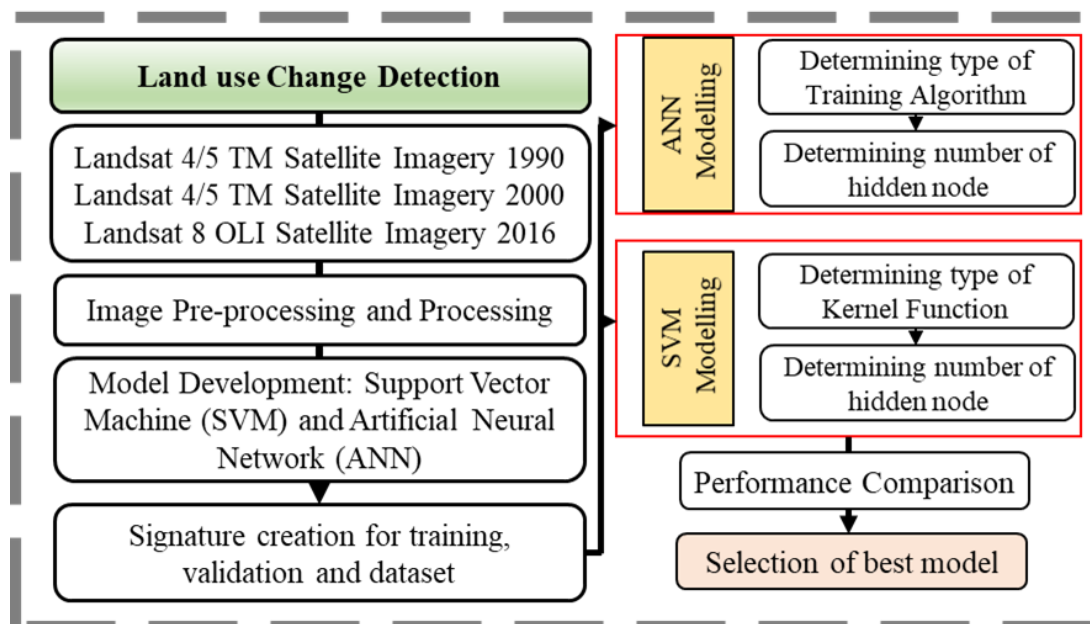 Land use Change Detection
Landsat 4/5 TM Satellite Imagery 1990
Landsat 4/5 TM Satellite Imagery 2000
Landsat 8 OLI Satellite Imagery 2016
Image Pre-processing and Processing
Model Development: Support Vector
Machine (SVM) and Artificial Neural
Network (ANN)
Signature creation for training,
validation and dataset
ANN
Modelling
Determining type of
Training Algorithm
Determining number of
hidden node
SVM
Modelling
Determining type of
Kernel Function
Determining number of
hidden node
Performance Comparison
Selection of best model